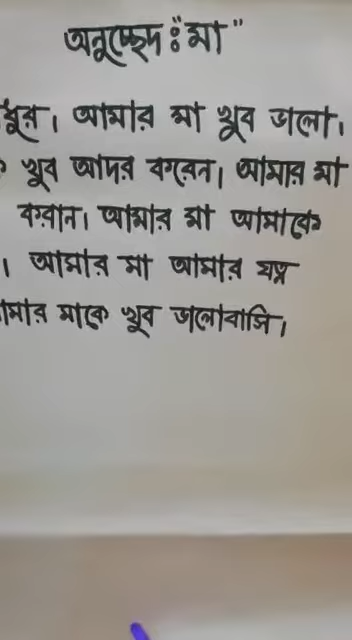 অনুচ্ছেদঃ "মা"
ধুর। আমার মা খুব ভালো।
খুব আদর করেন। আমার মা
করান। আমার মা আমাকে
। আমার মা আমার যত্ন
মার মাকে খুব ভালোবাসি।